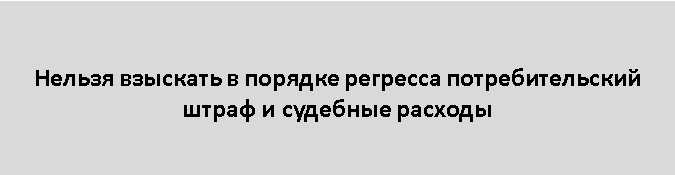 Нельзя взыскать в порядке регресса потребительский
штраф и судебные расходы